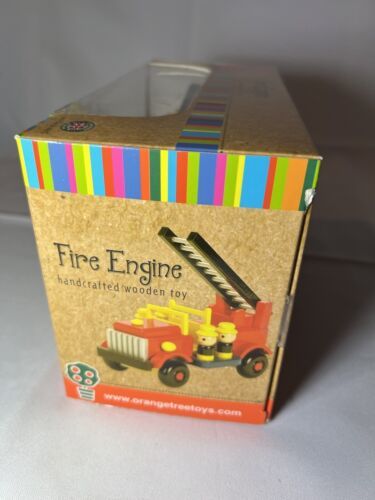 Fire Engine
handcrafted wooden toy
www.orangetreetoys.com